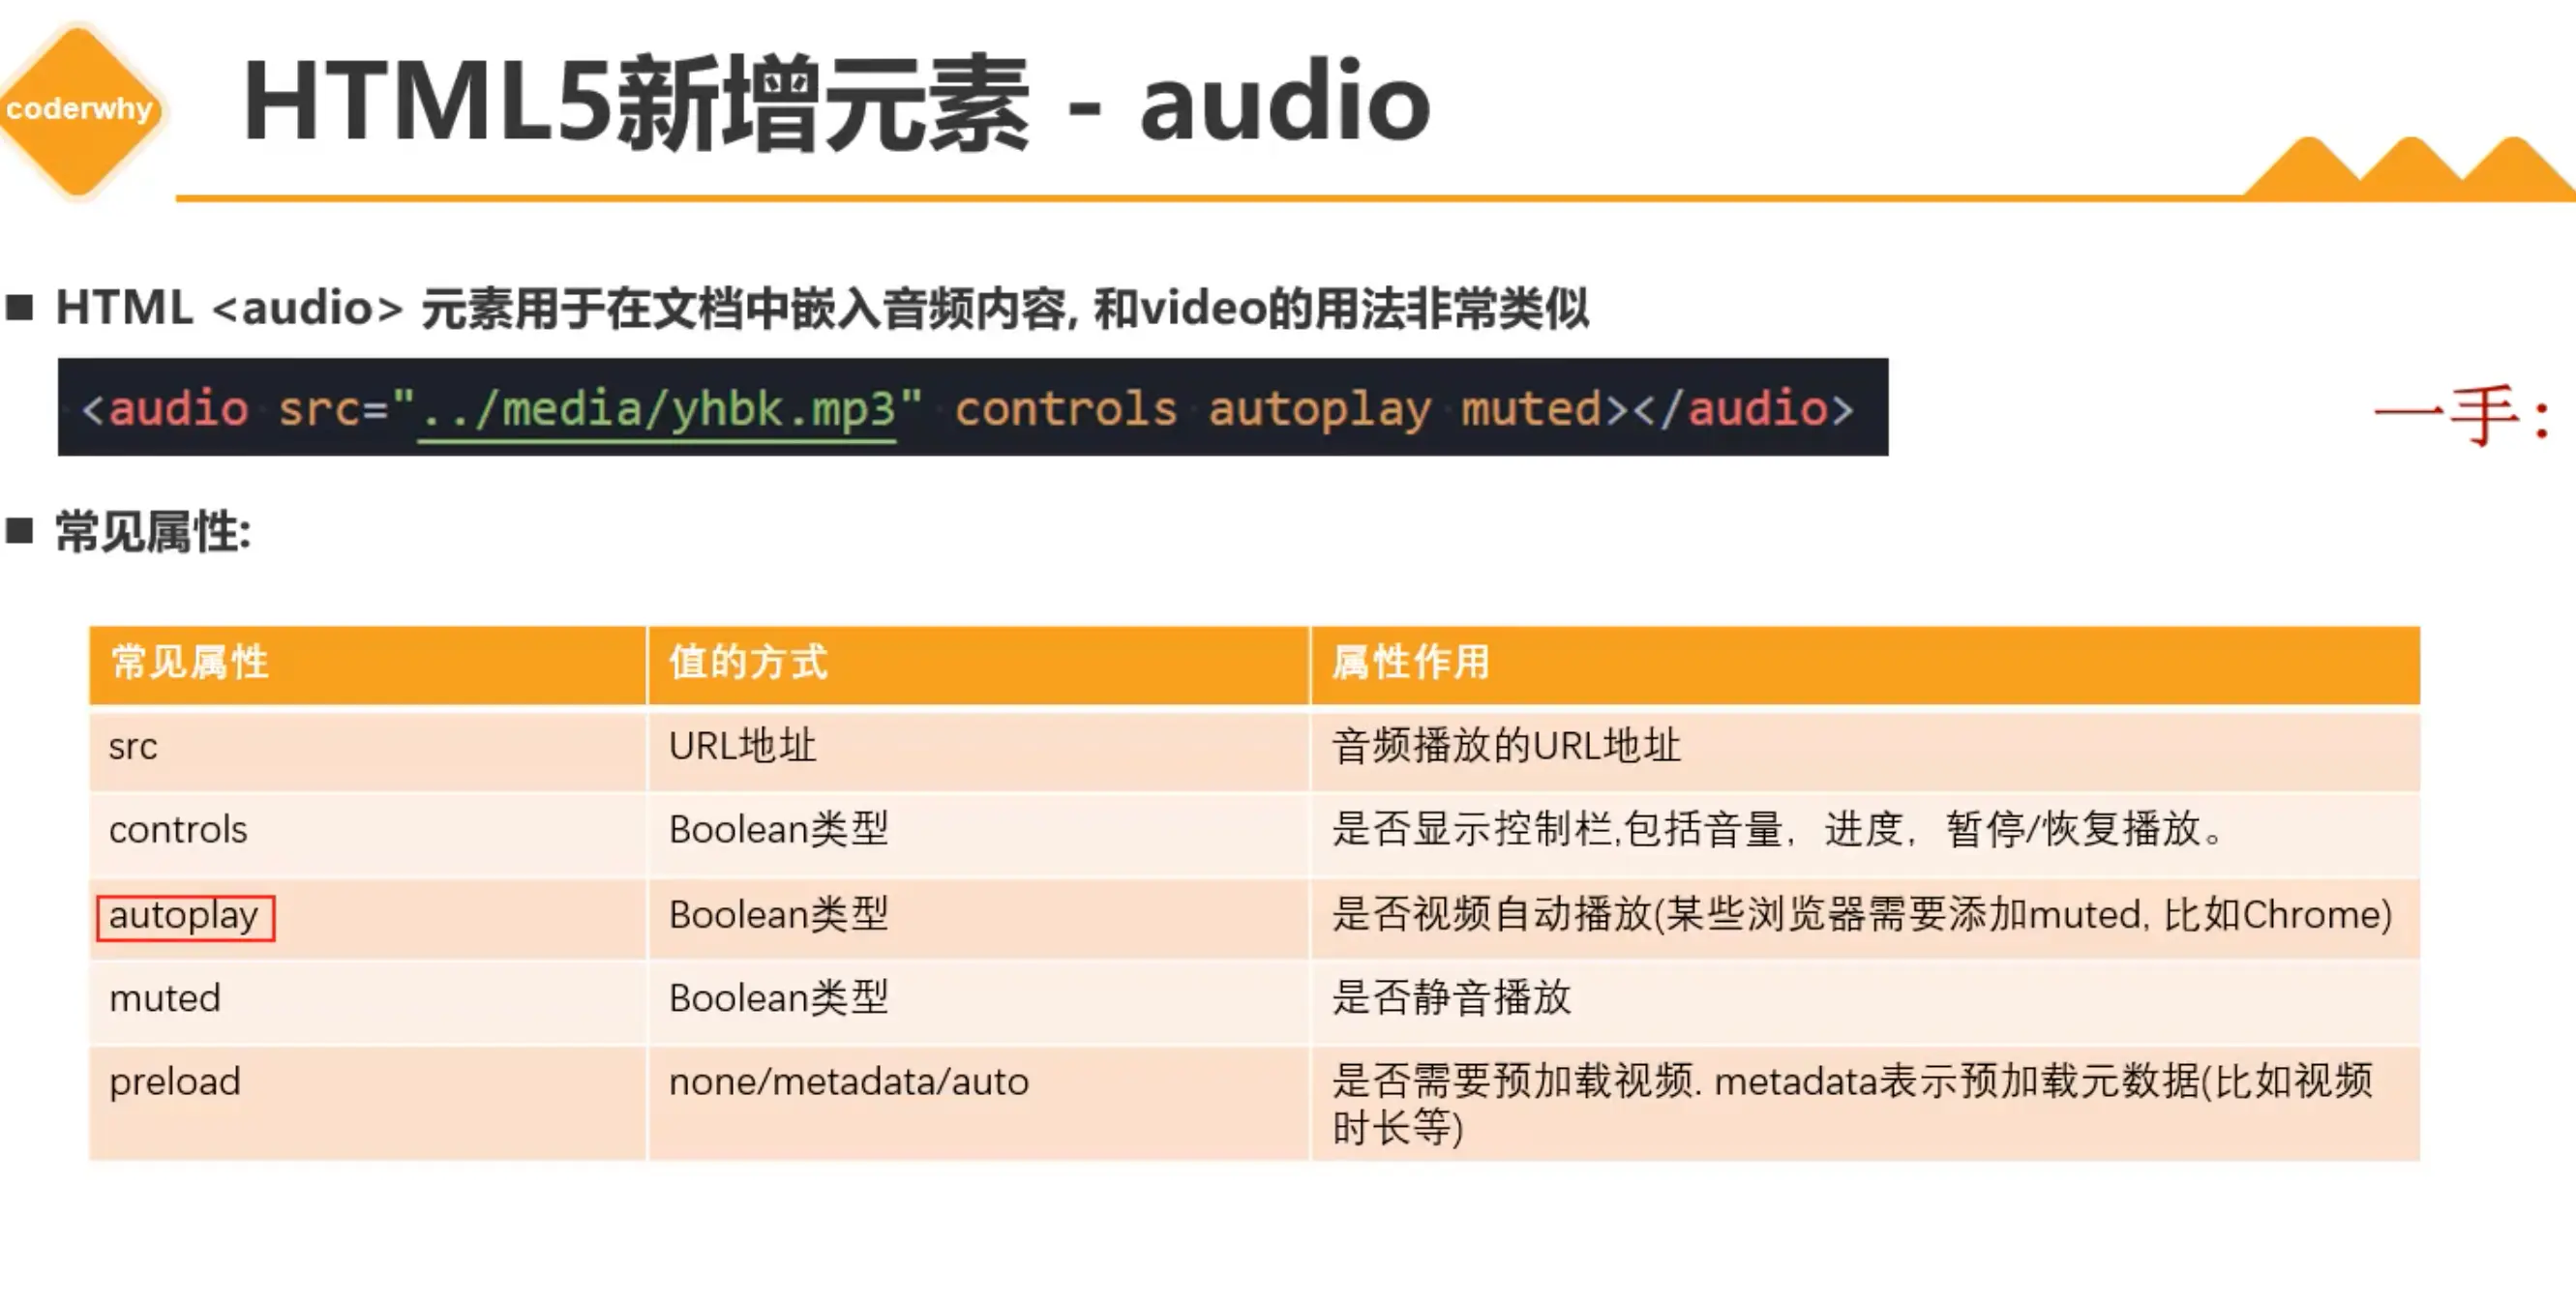 coderwhy
HTML5新增元素 - audio
■ HTML <audio> 元素用于在文档中嵌入音频内容, 和video的用法非常类似
<audio src="../media/yhbk.mp3" controls autoplay muted></audio>
一手：
■ 常见属性:
常见属性 值的方式 属性作用
src URL地址 音频播放的URL地址
controls Boolean类型 是否显示控制栏,包括音量，进度，暂停/恢复播放。
autoplay Boolean类型 是否视频自动播放(某些浏览器需要添加muted, 比如Chrome)
muted Boolean类型 是否静音播放
preload none/metadata/auto 是否需要预加载视频. metadata表示预加载元数据(比如视频
时长等)